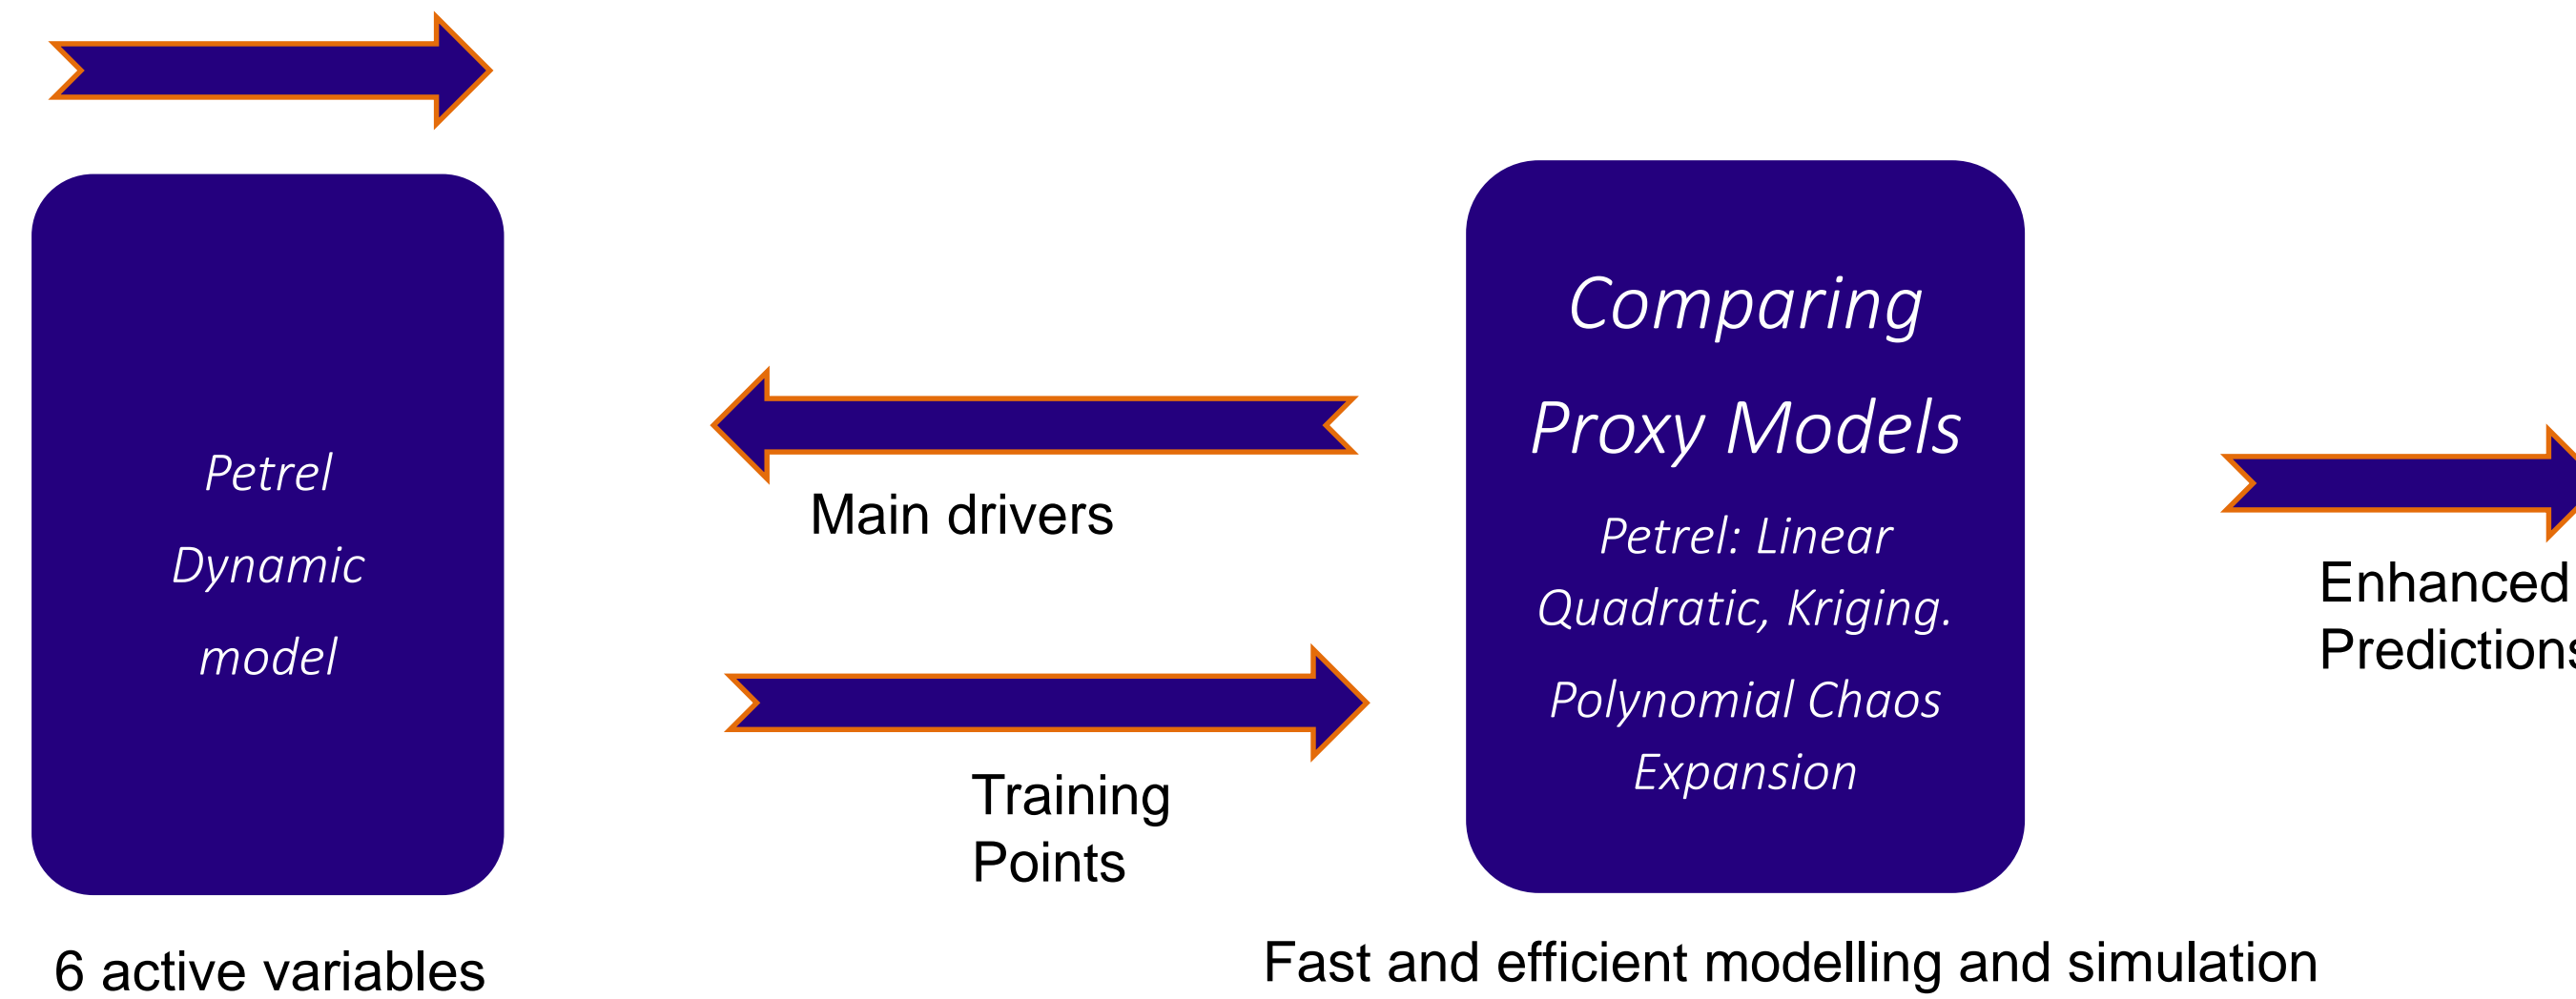 Petrel
Dynamic
model
6 active variables
Main drivers
Training
Points
Comparing
Proxy Models
Petrel: Linear
Quadratic, Kriging.
Polynomial Chaos
Expansion
Fast and efficient modelling and simulation
Enhanced
Predictions